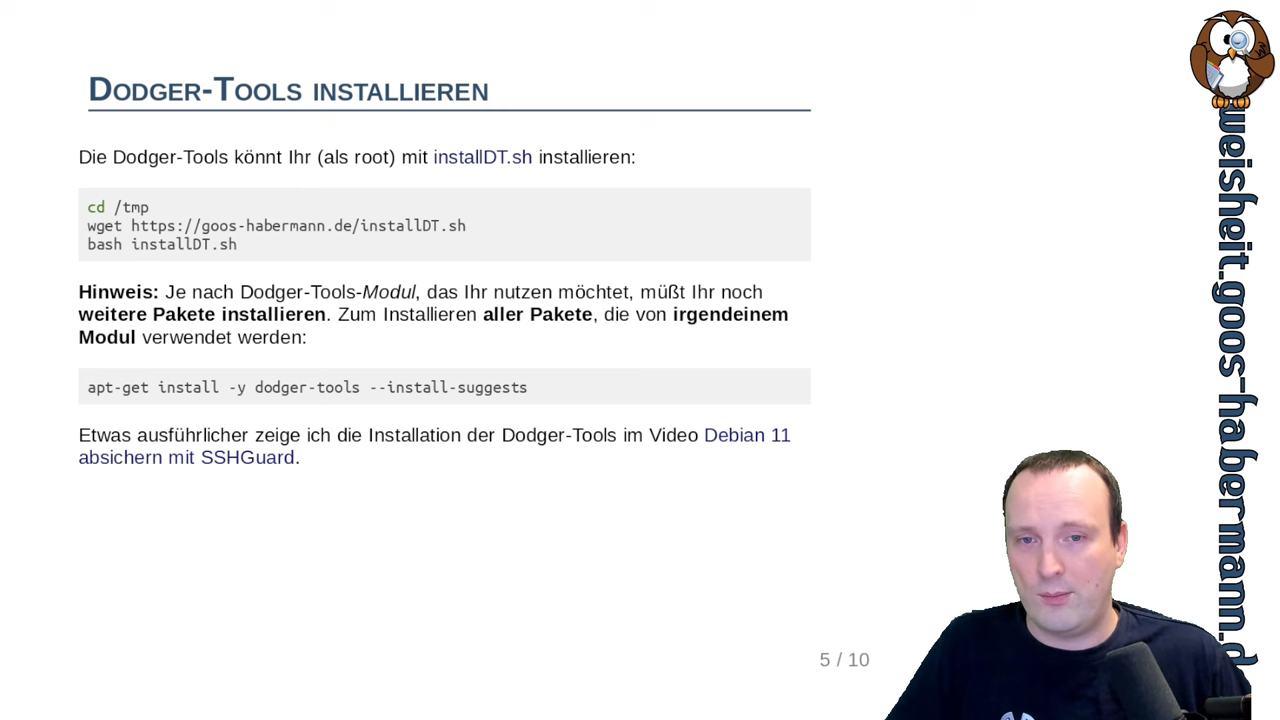 Dodger-Tools installieren
Die Dodger-Tools könnt Ihr (als root) mit installDT.sh installieren:
cd /tmp
wget https://goos-habermann.de/installDT.sh
bash installDT.sh
Hinweis: Je nach Dodger-Tools-Modul, das Ihr nutzen möchtet, müßt Ihr noch
weitere Pakete installieren. Zum Installieren aller Pakete, die von irgendeinem
Modul verwendet werden:
apt-get install -y dodger-tools --install-suggests
Etwas ausführlicher zeige ich die Installation der Dodger-Tools im Video Debian 11
absichern mit SSHGuard.
5 / 10
weisheit.goos-habermann.d